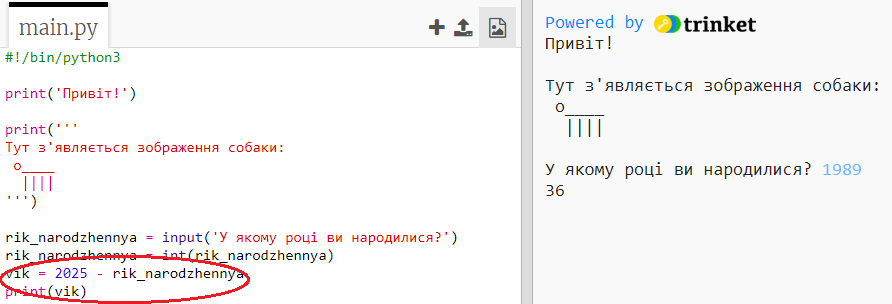 main.py
#!/bin/python3
print('Привіт!')
print('''
Тут з'являється зображення собаки:
 o____
  ||||
''')
rik_narodzhennya = input('У якому році ви народилися?')
rik_narodzhennya = int(rik_narodzhennya)
vik = 2025 - rik_narodzhennya
print(vik)
Powered by trinket
Привіт!
Тут з'являється зображення собаки:
 o____
  ||||
У якому році ви народилися? 1989
36